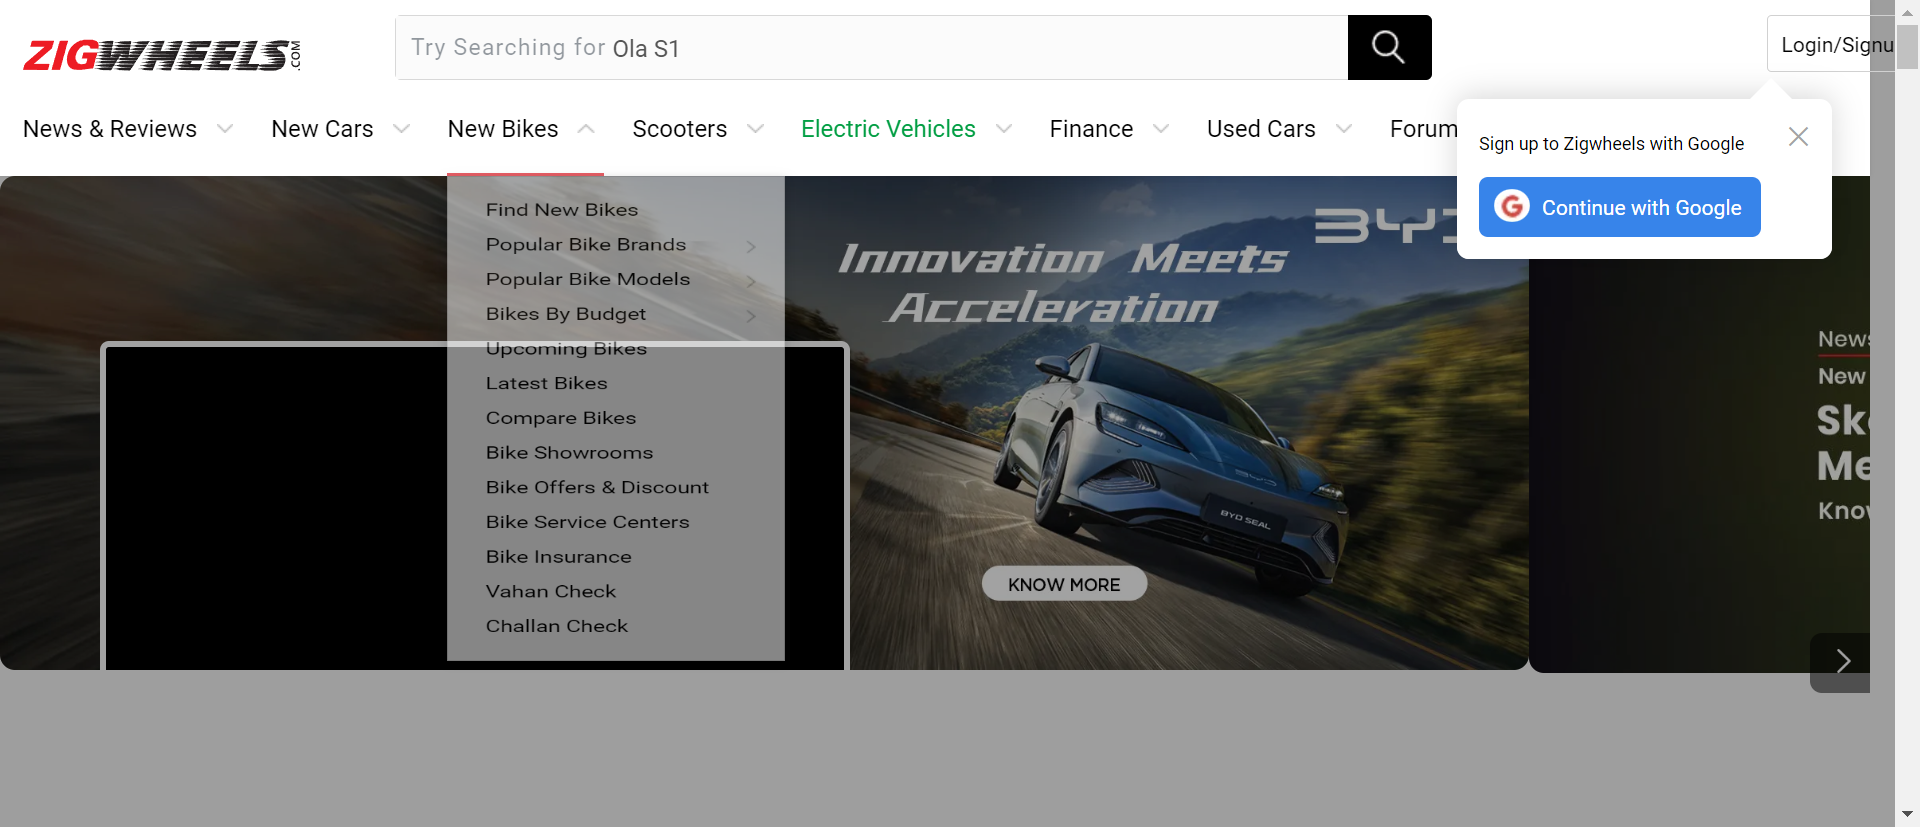 ZIGWHEELS.COM
Try Searching for Ola S1
Login/Signu
News & Reviews
New Cars
New Bikes
Scooters
Electric Vehicles
Finance
Used Cars
Forum
Sign up to Zigwheels with Google
Continue with Google
Find New Bikes
Popular Bike Brands
Popular Bike Models
Bikes By Budget
Upcoming Bikes
Latest Bikes
Compare Bikes
Bike Showrooms
Bike Offers & Discount
Bike Service Centers
Bike Insurance
Vahan Check
Challan Check
BYD
Innovation Meets
Acceleration
BYD SEAL
KNOW MORE
News
New
Sk
Me
Know